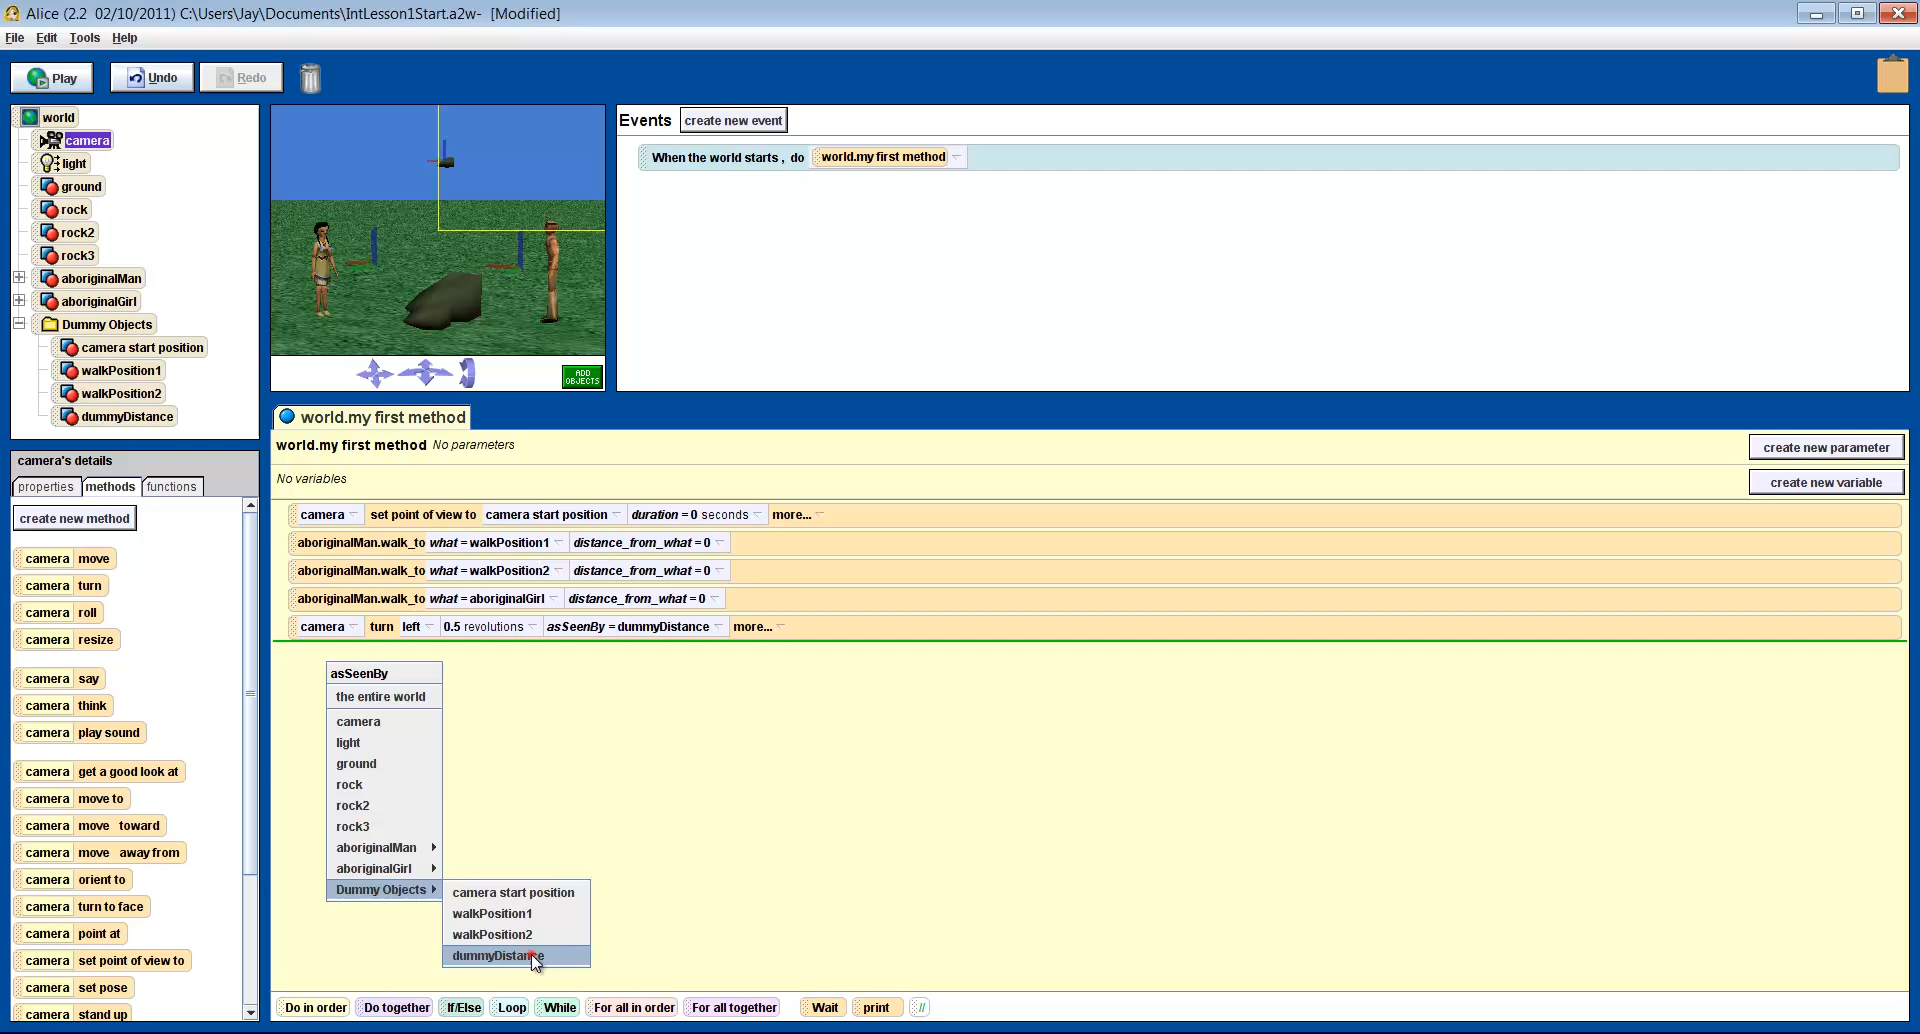 Alice (2.2 02/10/2011) C:\Users\Jay\Documents\IntLesson1Start.a2w- [Modified]
File Edit Tools Help
Play Undo Redo
world
camera
light
ground
rock
rock2
rock3
aboriginalMan
aboriginalGirl
Dummy Objects
camera start position
walkPosition1
walkPosition2
dummyDistance
ADD
OBJECTS
Events create new event
When the world starts , do world.my first method
camera's details
properties methods functions
create new method
camera move
camera turn
camera roll
camera resize
camera say
camera think
camera play sound
camera get a good look at
camera move to
camera move toward
camera move away from
camera orient to
camera turn to face
camera point at
camera set point of view to
camera set pose
camera stand up
world.my first method
world.my first method No parameters
create new parameter
No variables
create new variable
camera set point of view to camera start position duration = 0 seconds more...
aboriginalMan.walk_to what = walkPosition1 distance_from_what = 0
aboriginalMan.walk_to what = walkPosition2 distance_from_what = 0
aboriginalMan.walk_to what = aboriginalGirl distance_from_what = 0
camera turn left 0.5 revolutions asSeenBy = dummyDistance more...
asSeenBy
the entire world
camera
light
ground
rock
rock2
rock3
aboriginalMan
aboriginalGirl
Dummy Objects
camera start position
walkPosition1
walkPosition2
dummyDistance
Do in order Do together If/Else Loop While For all in order For all together Wait print //